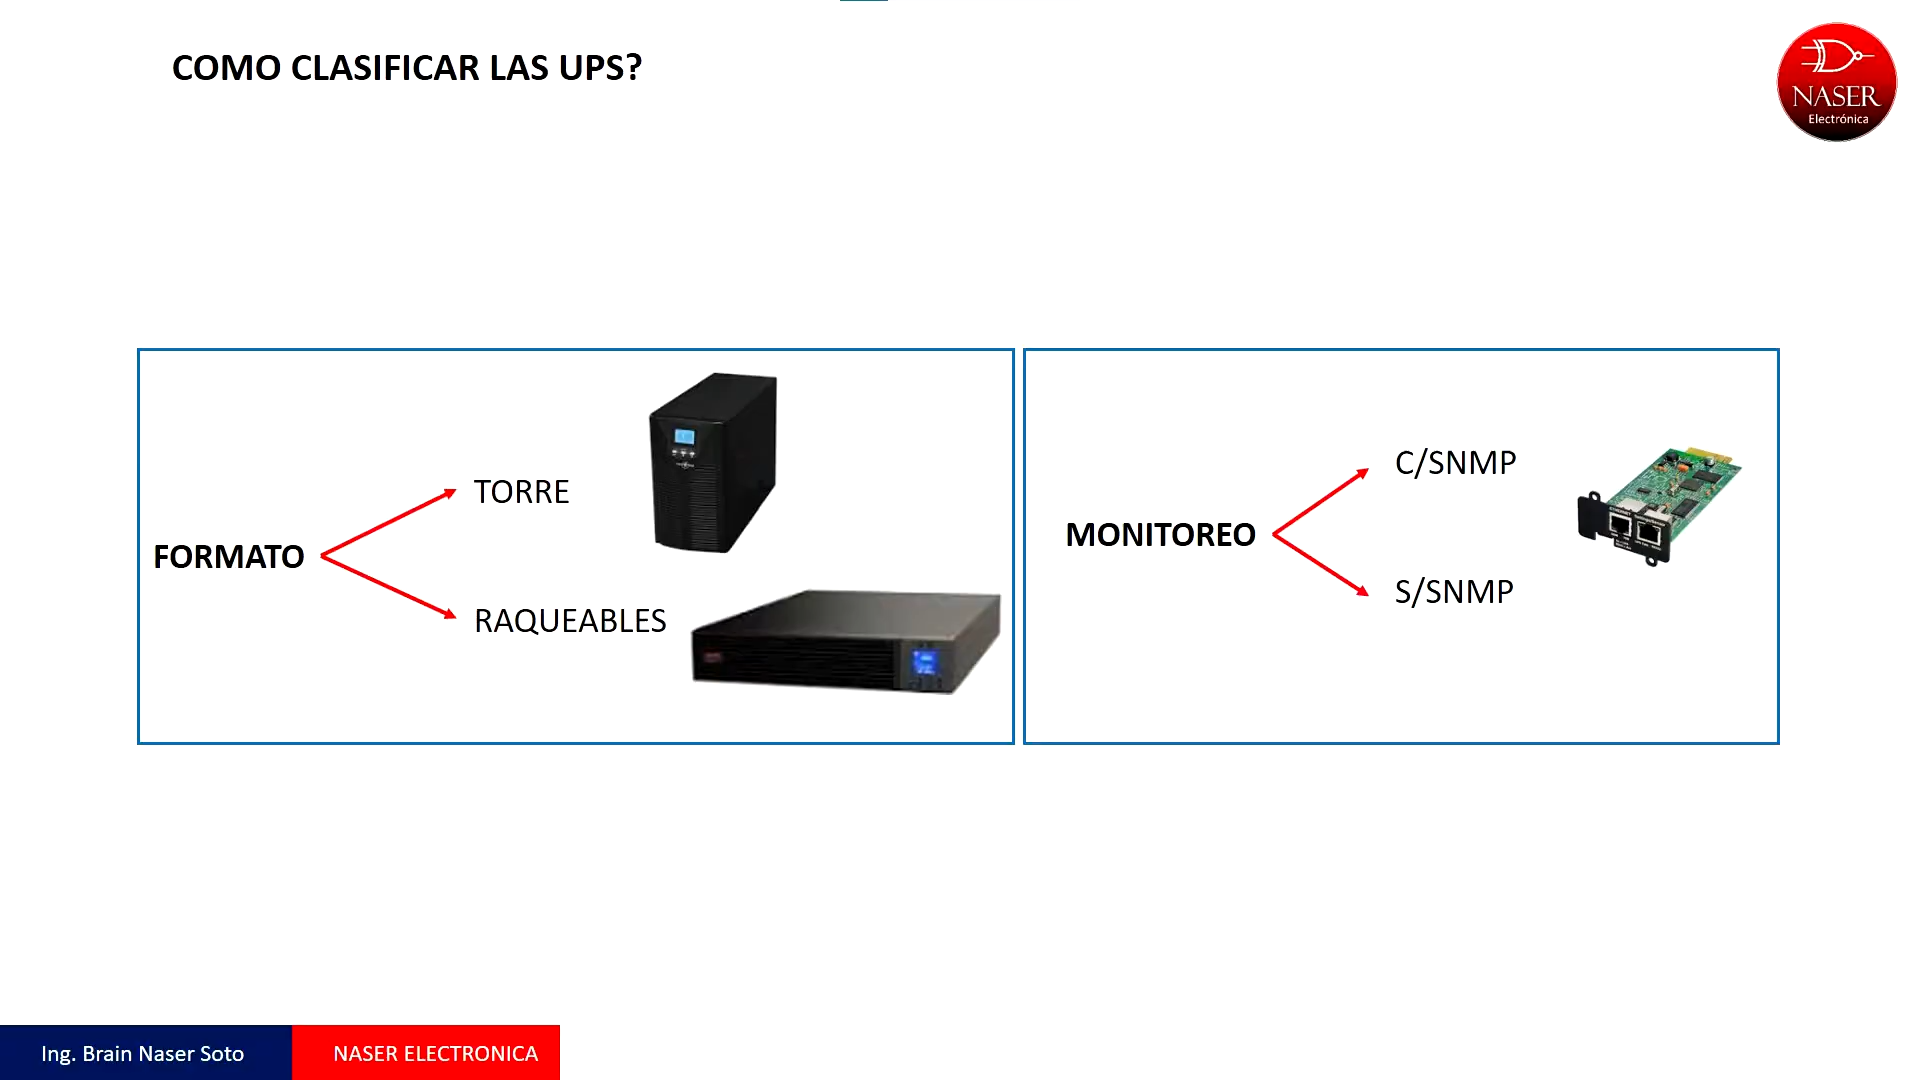 COMO CLASIFICAR LAS UPS?
NASER
Electrónica
FORMATO
TORRE
RAQUEABLES
MONITOREO
C/SNMP
S/SNMP
Ing. Brain Naser Soto
NASER ELECTRONICA